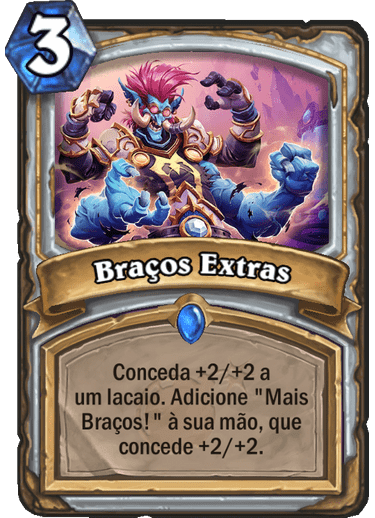 3
Braços Extras
Conceda +2/+2 a
um lacaio. Adicione "Mais
Braços!" à sua mão, que
concede +2/+2.